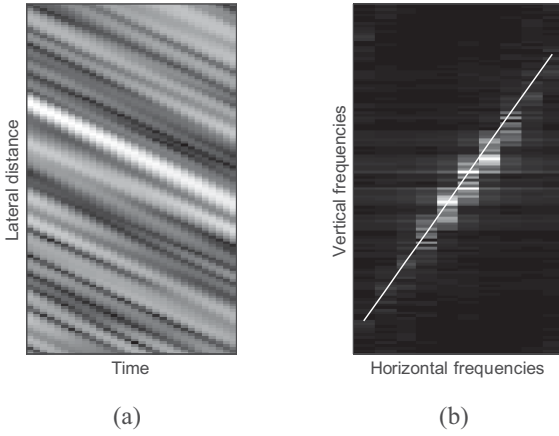 Lateral distance
Time
(a)
Vertical frequencies
Horizontal frequencies
(b)